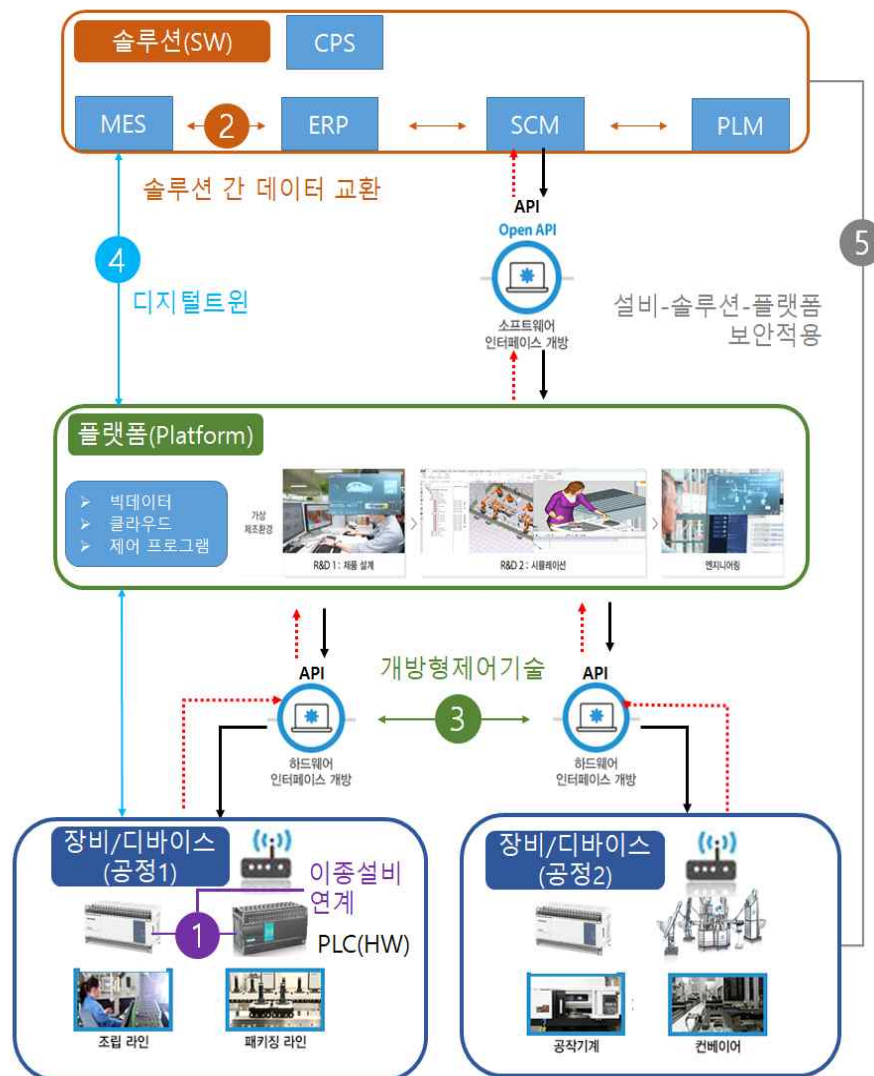 솔루션(SW)
CPS
MES
2
ERP
SCM
PLM
솔루션 간 데이터 교환
API
Open API
소프트웨어
인터페이스 개발
4
디지털트윈
5
설비-솔루션-플랫폼
보안적용
플랫폼(Platform)
➢ 빅데이터
➢ 클라우드
➢ 제어 프로그램
가상
제조환경
R&D 1 : 제품 설계
R&D 2 : 시뮬레이션
엔지니어링
API
하드웨어
인터페이스 개발
개방형제어기술
3
API
하드웨어
인터페이스 개발
장비/디바이스
(공정1)
이종설비
연계
1
PLC(HW)
조립 라인
패키징 라인
장비/디바이스
(공정2)
공작기계
컨베이어